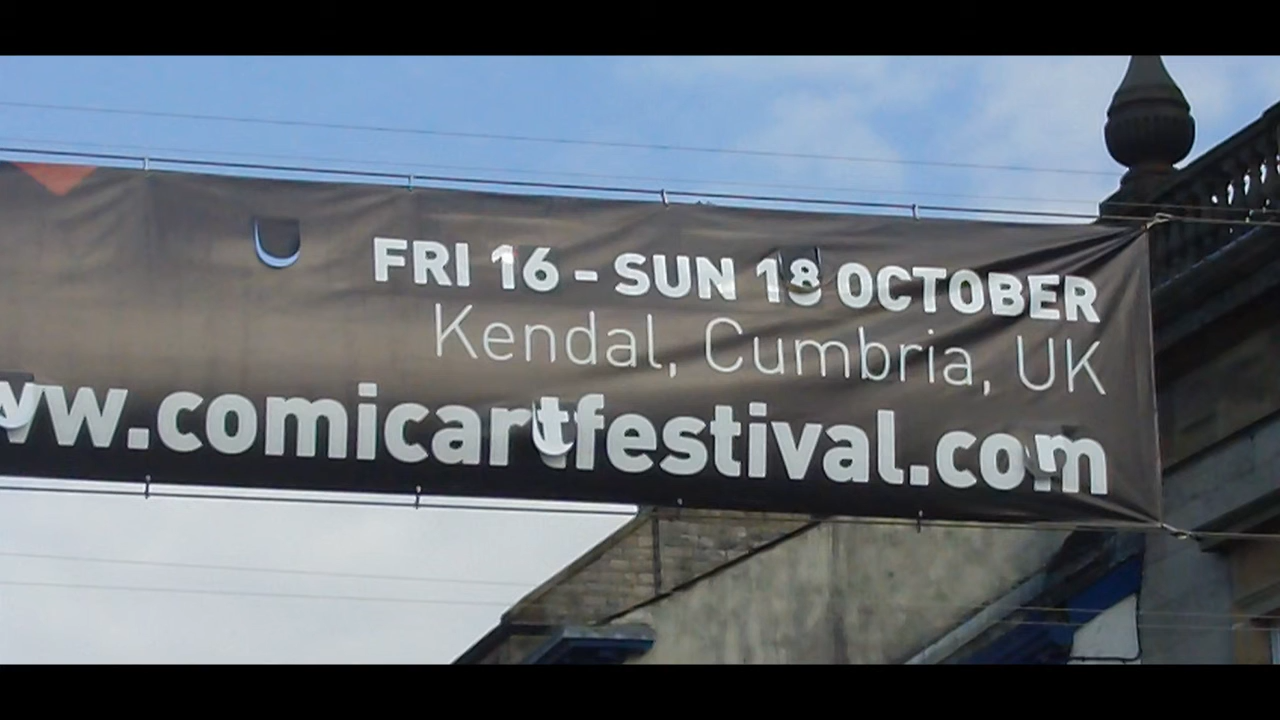 FRI 16 - SUN 18 OCTOBER
Kendal, Cumbria, UK
ww.comicartfestival.com